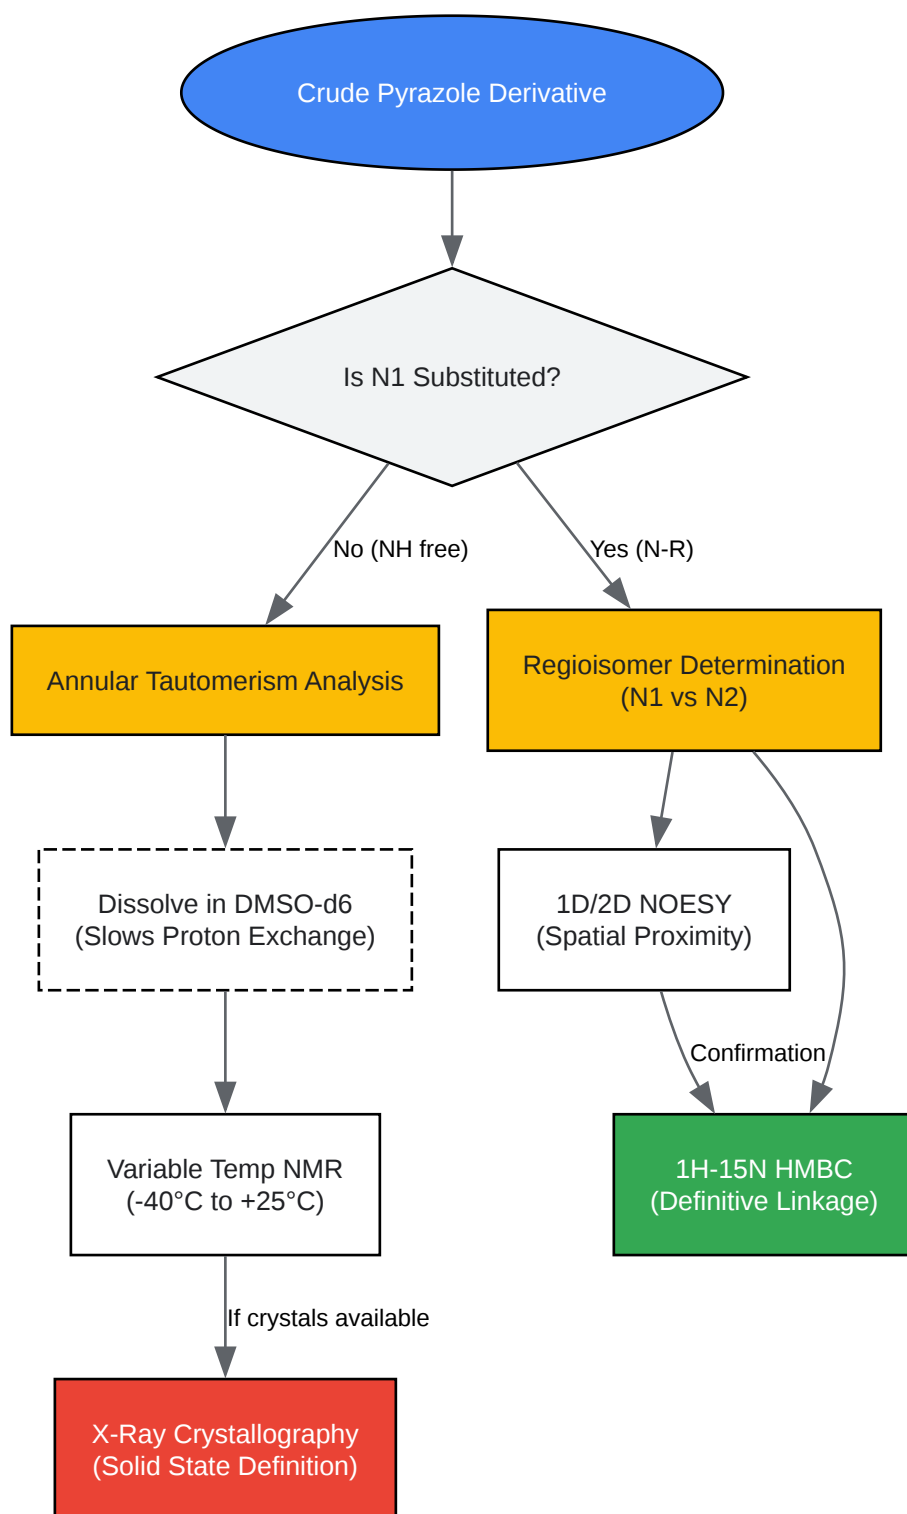 Crude Pyrazole Derivative
Is N1 Substituted?
No (NH free)
Yes (N-R)
Annular Tautomerism Analysis
Regioisomer Determination
(N1 vs N2)
Dissolve in DMSO-d6
(Slows Proton Exchange)
1D/2D NOESY
(Spatial Proximity)
Confirmation
Variable Temp NMR
(-40°C to +25°C)
1H-15N HMBC
(Definitive Linkage)
If crystals available
X-Ray Crystallography
(Solid State Definition)